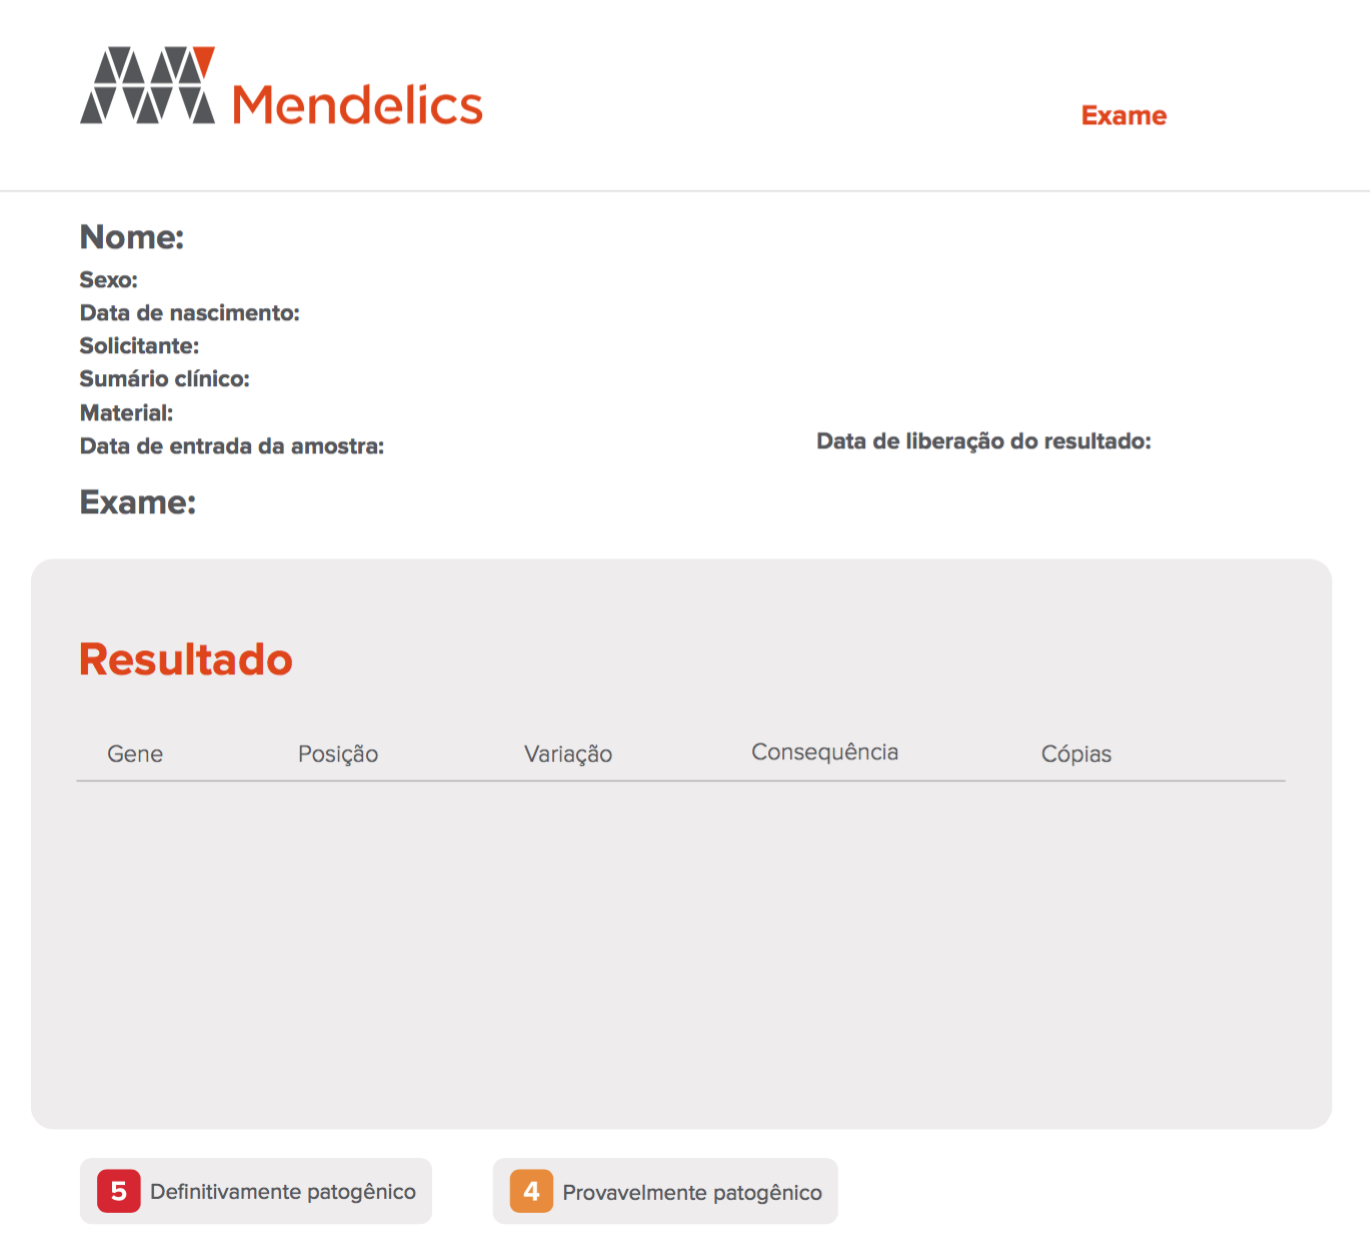 Mendelics
Exame
Nome:
Sexo:
Data de nascimento:
Solicitante:
Sumário clínico:
Material:
Data de entrada da amostra:
Data de liberação do resultado:
Exame:
Resultado
Gene Posição Variação Consequência Cópias
5 Definitivamente patogênico
4 Provavelmente patogênico